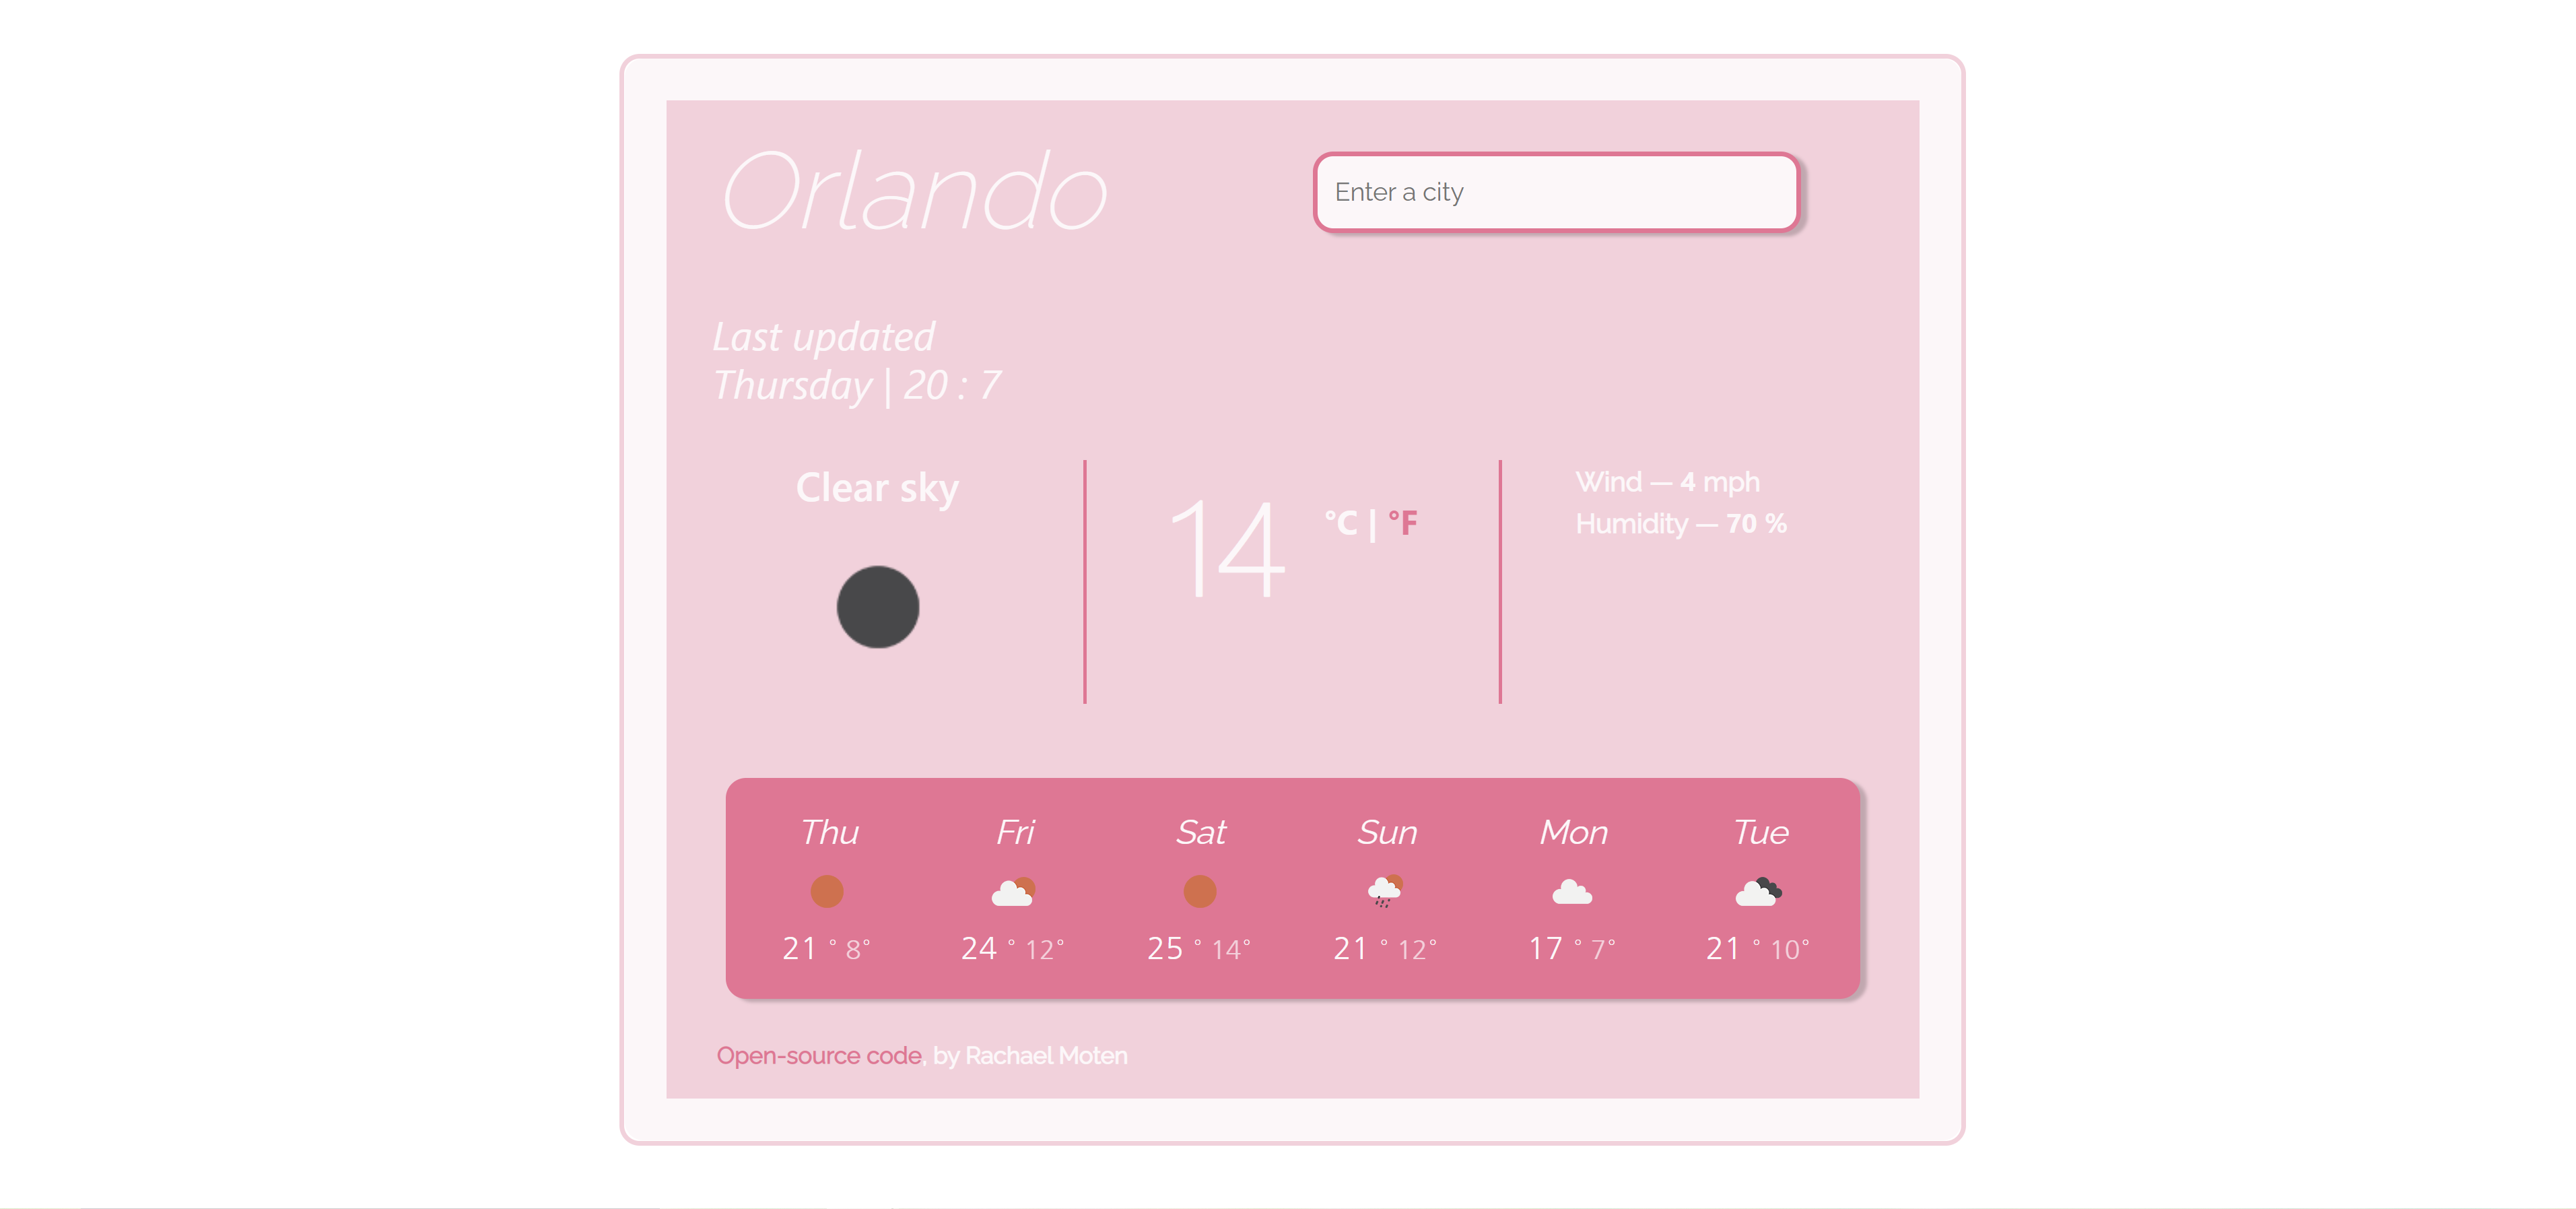 Orlando
Enter a city
Last updated
Thursday | 20 : 7
Clear sky
14 °C | °F
Wind — 4 mph
Humidity — 70 %
Thu Fri Sat Sun Mon Tue
21 ° 8° 24 ° 12° 25 ° 14° 21 ° 12° 17 ° 7° 21 ° 10°
Open-source code, by Rachael Moten